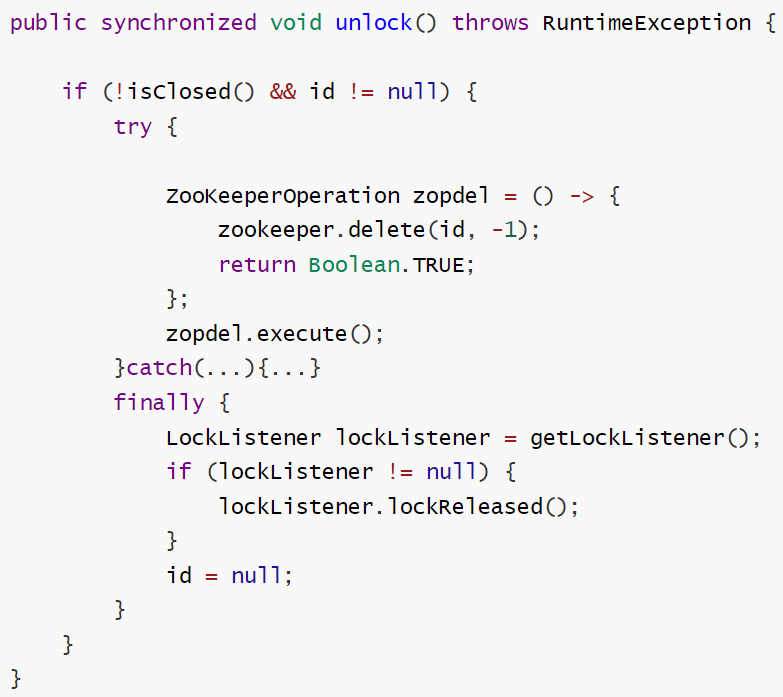 public synchronized void unlock() throws RuntimeException {

    if (!isClosed() && id != null) {
        try {

            ZooKeeperOperation zopdel = () -> {
                zookeeper.delete(id, -1);
                return Boolean.TRUE;
            };
            zopdel.execute();
        }catch(...){...}
        finally {
            LockListener lockListener = getLockListener();
            if (lockListener != null) {
                lockListener.lockReleased();
            }
            id = null;
        }
    }
}